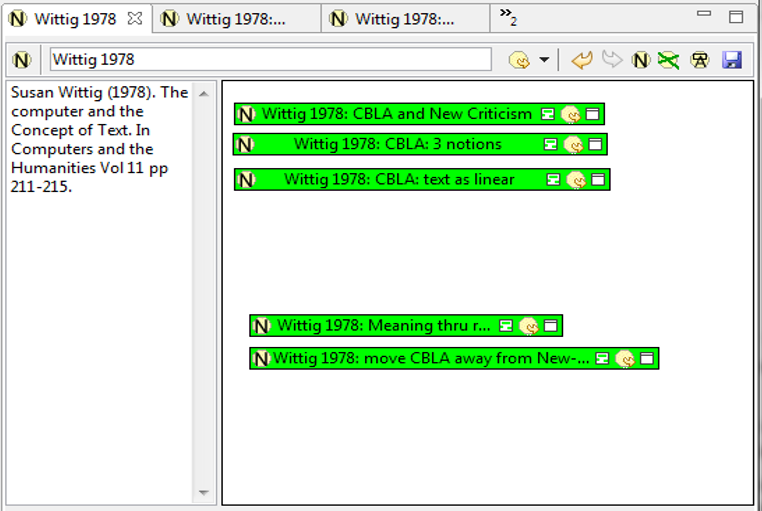 Wittig 1978
Wittig 1978:...
Wittig 1978:...
»2
N Wittig 1978
Susan Wittig (1978). The
computer and the
Concept of Text. In
Computers and the
Humanities Vol 11 pp
211-215.
N Wittig 1978: CBLA and New Criticism
N Wittig 1978: CBLA: 3 notions
N Wittig 1978: CBLA: text as linear
N Wittig 1978: Meaning thru r...
N Wittig 1978: move CBLA away from New-...